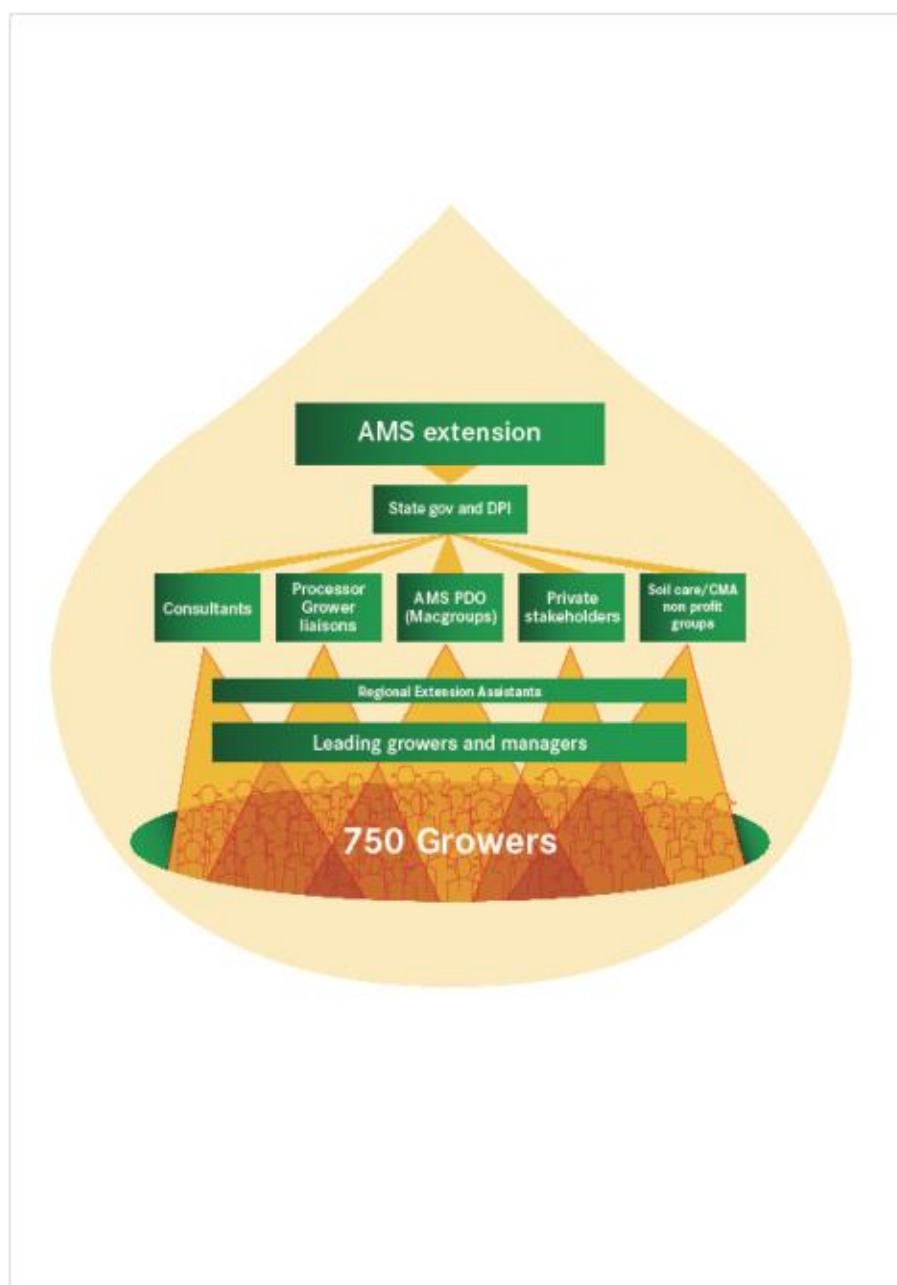 AMS extension
State gov and DPI
Consultants
Processor
Grower
liaisons
AMS PDO
(Macgroups)
Private
stakeholders
Soil care/CMA
non profit
groups
Regional Extension Assistants
Leading growers and managers
750 Growers